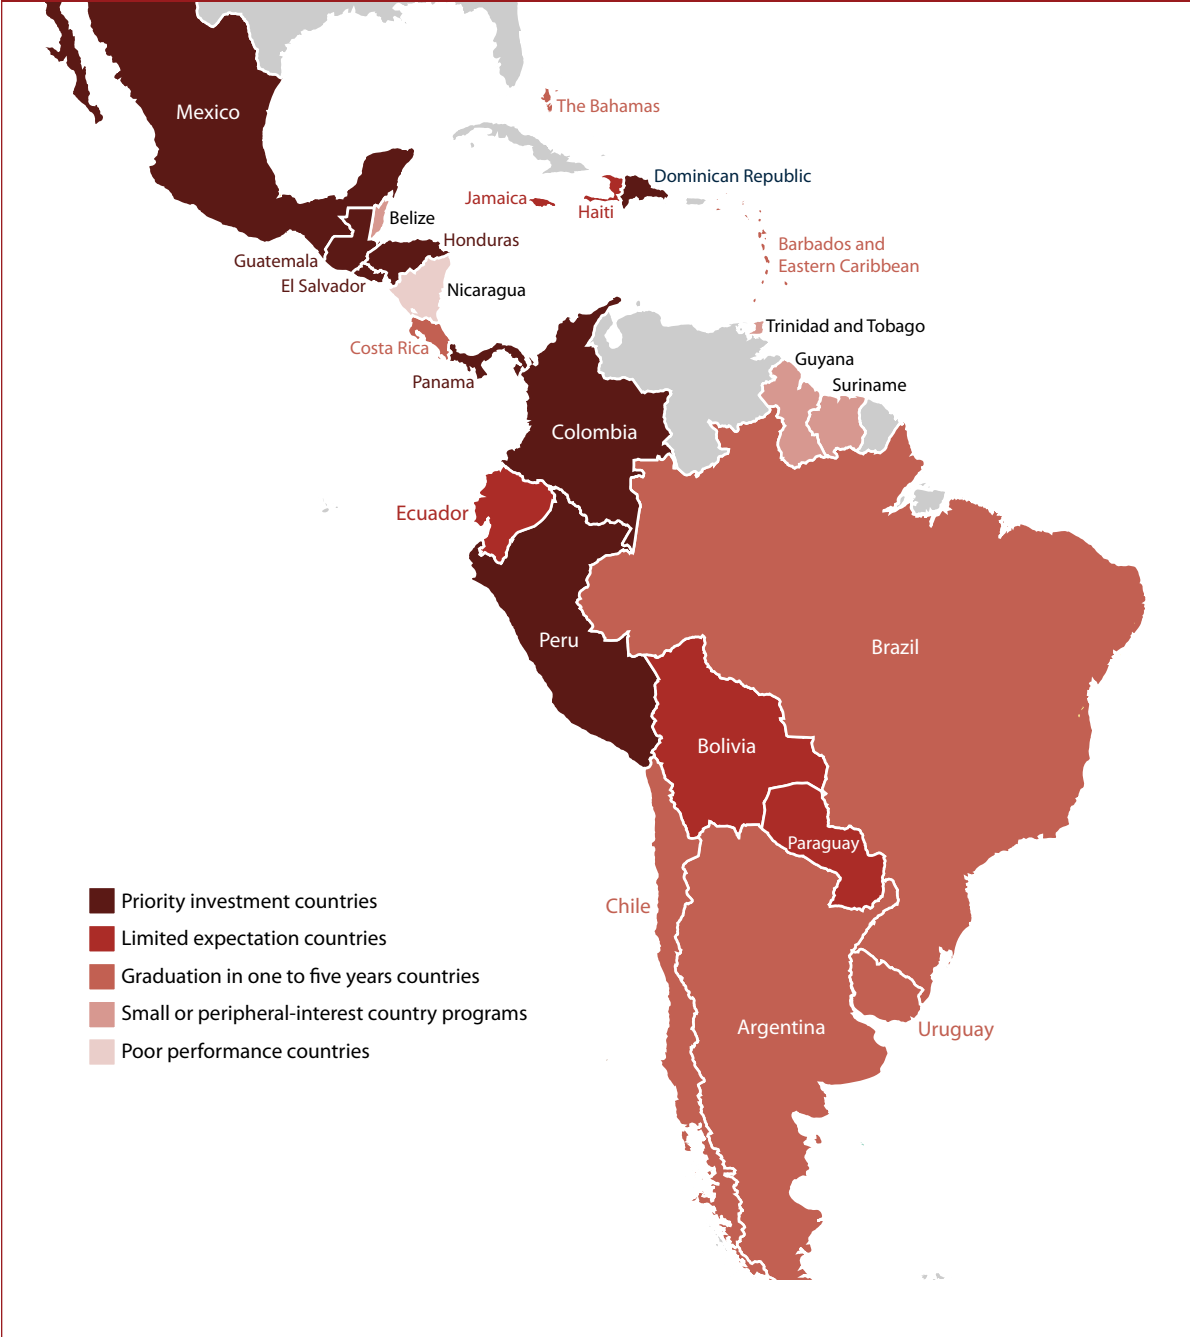 Mexico
The Bahamas
Dominican Republic
Jamaica
Haiti
Belize
Honduras
Barbados and
Eastern Caribbean
Guatemala
El Salvador
Nicaragua
Trinidad and Tobago
Costa Rica
Guyana
Panama
Suriname
Colombia
Ecuador
Peru
Brazil
Bolivia
Paraguay
Chile
Argentina
Uruguay
Priority investment countries
Limited expectation countries
Graduation in one to five years countries
Small or peripheral-interest country programs
Poor performance countries